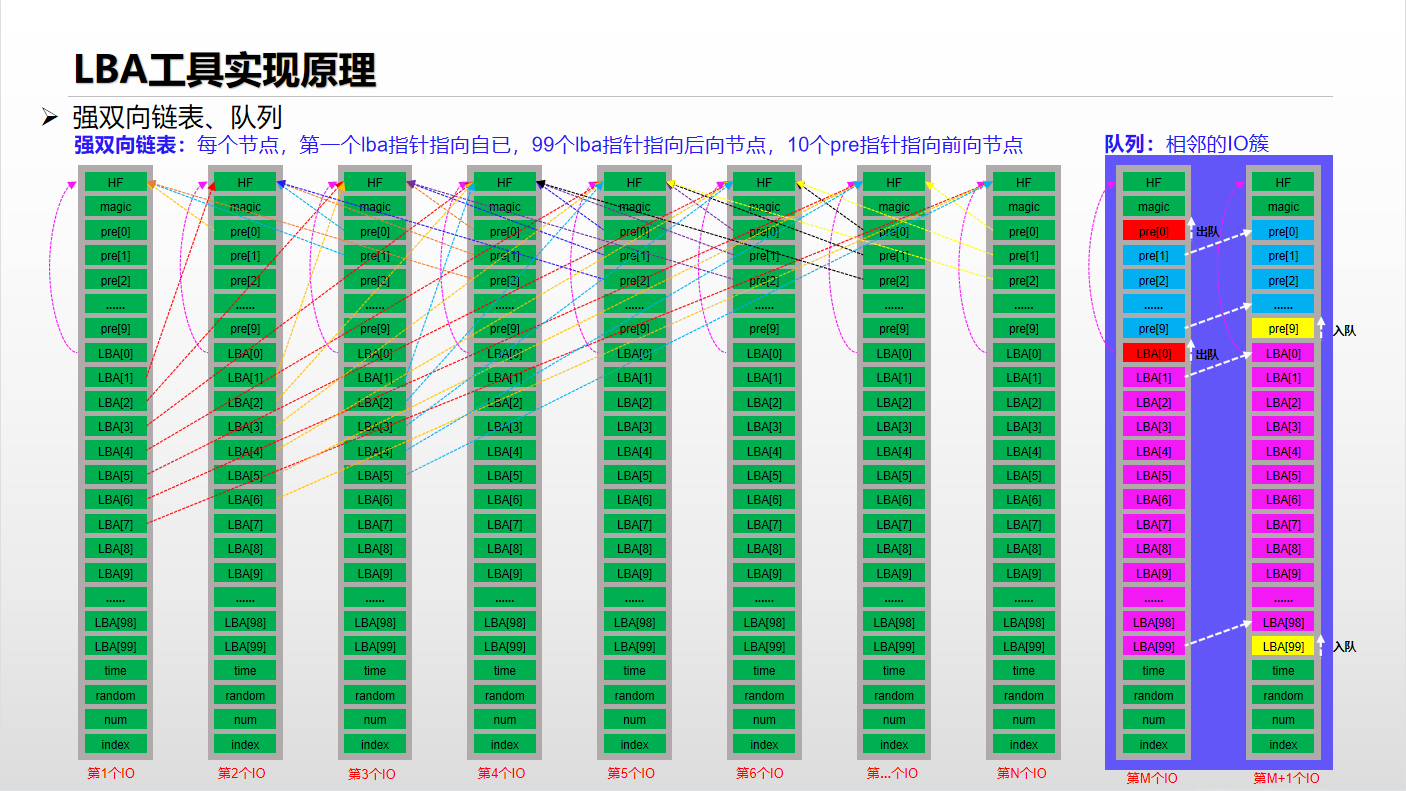 LBA工具实现原理
强双向链表、队列
强双向链表：每个节点，第一个lba指针指向自已，99个lba指针指向后向节点，10个pre指针指向前向节点 队列：相邻的IO簇
HF HF HF HF HF HF HF HF HF HF
magic magic magic magic magic magic magic magic magic magic
pre[0] pre[0] pre[0] pre[0] pre[0] pre[0] pre[0] pre[0] pre[0] 出队 pre[0]
pre[1] pre[1] pre[1] pre[1] pre[1] pre[1] pre[1] pre[1] pre[1] pre[1]
pre[2] pre[2] pre[2] pre[2] pre[2] pre[2] pre[2] pre[2] pre[2] pre[2]
...... ...... ...... ...... ...... ...... ...... ...... ...... ......
pre[9] pre[9] pre[9] pre[9] pre[9] pre[9] pre[9] pre[9] pre[9] pre[9] 入队
LBA[0] LBA[0] LBA[0] LBA[0] LBA[0] LBA[0] LBA[0] LBA[0] LBA[0] 出队 LBA[0]
LBA[1] LBA[1] LBA[1] LBA[1] LBA[1] LBA[1] LBA[1] LBA[1] LBA[1] LBA[1]
LBA[2] LBA[2] LBA[2] LBA[2] LBA[2] LBA[2] LBA[2] LBA[2] LBA[2] LBA[2]
LBA[3] LBA[3] LBA[3] LBA[3] LBA[3] LBA[3] LBA[3] LBA[3] LBA[3] LBA[3]
LBA[4] LBA[4] LBA[4] LBA[4] LBA[4] LBA[4] LBA[4] LBA[4] LBA[4] LBA[4]
LBA[5] LBA[5] LBA[5] LBA[5] LBA[5] LBA[5] LBA[5] LBA[5] LBA[5] LBA[5]
LBA[6] LBA[6] LBA[6] LBA[6] LBA[6] LBA[6] LBA[6] LBA[6] LBA[6] LBA[6]
LBA[7] LBA[7] LBA[7] LBA[7] LBA[7] LBA[7] LBA[7] LBA[7] LBA[7] LBA[7]
LBA[8] LBA[8] LBA[8] LBA[8] LBA[8] LBA[8] LBA[8] LBA[8] LBA[8] LBA[8]
LBA[9] LBA[9] LBA[9] LBA[9] LBA[9] LBA[9] LBA[9] LBA[9] LBA[9] LBA[9]
...... ...... ...... ...... ...... ...... ...... ...... ...... ......
LBA[98] LBA[98] LBA[98] LBA[98] LBA[98] LBA[98] LBA[98] LBA[98] LBA[98] LBA[98]
LBA[99] LBA[99] LBA[99] LBA[99] LBA[99] LBA[99] LBA[99] LBA[99] LBA[99] LBA[99] 入队
time time time time time time time time time time
random random random random random random random random random random
num num num num num num num num num num
index index index index index index index index index index
第1个IO 第2个IO 第3个IO 第4个IO 第5个IO 第6个IO 第...个IO 第N个IO 第M个IO 第M+1个IO